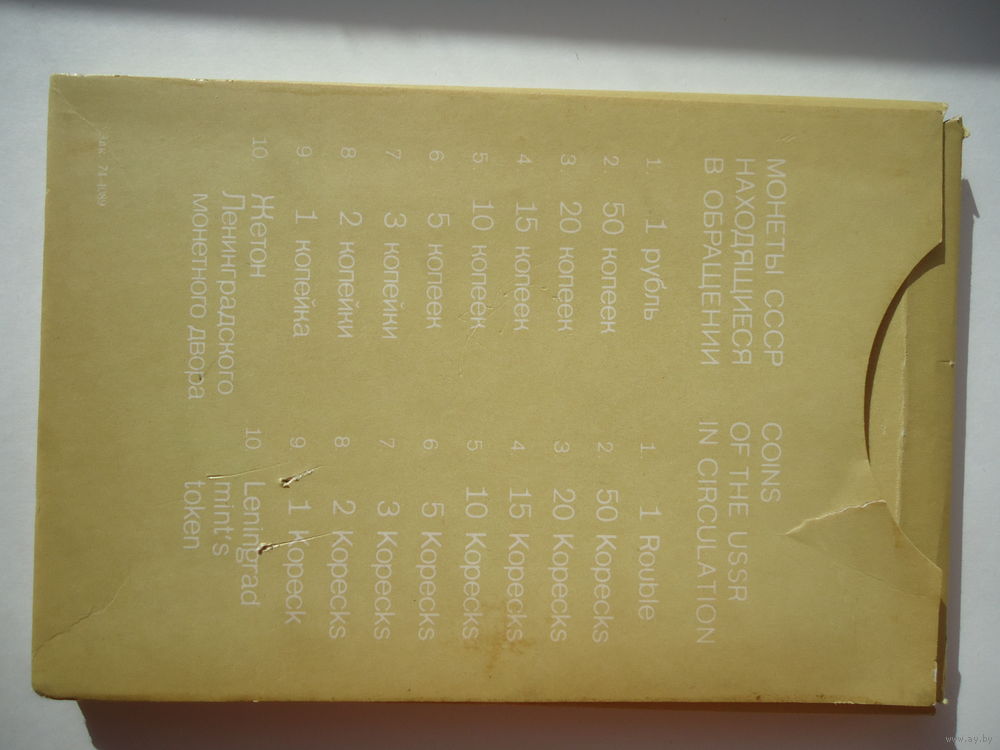 МОНЕТЫ СССР
НАХОДЯЩИЕСЯ
В ОБРАЩЕНИИ
1. 1 рубль
2. 50 копеек
3. 20 копеек
4 15 копеек
5. 10 копеек
6 5 копеек
7 3 копейки
8 2 копейки
9 1 копейка
10. Жетон
Ленинградского
монетного двора
COINS
OF THE USSR
IN CIRCULATION
1. 1 Rouble
2 50 Kopecks
3 20 Kopecks
4 15 Kopecks
5 10 Kopecks
6 5 Kopecks
7. 3 Kopecks
8 2 Kopecks
9 1 Kopeck
10. Leningrad
mint's
token
www.ay.by